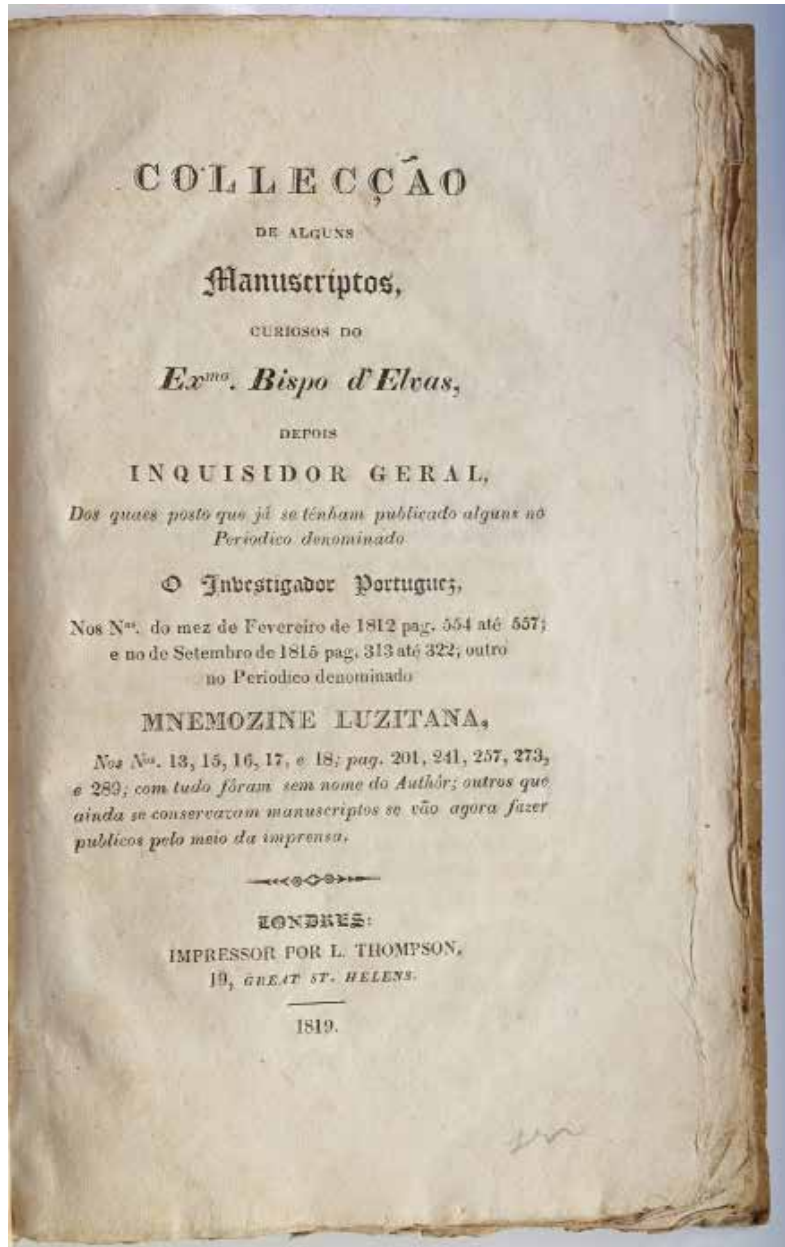 COLLECÇÃO
DE ALGUNS
Manuscriptos,
CURIOSOS DO
Exmo. Bispo d'Elvas,
DEPOIS
INQUISIDOR GERAL,
Dos quaes posto que já se ténham publicado alguns no
Periodico denominado
O Investigador Portuguez,
Nos Nos. do mez de Fevereiro de 1812 pag. 554 até 557;
e no de Setembro de 1815 pag. 313 até 322; outro
no Periodico denominado
MNEMOZINE LUZITANA,
Nos Nos. 13, 15, 16, 17, e 18; pag. 201, 241, 257, 273,
e 289; com tudo fôram sem nome do Authôr; outros que
ainda se conservavam manuscriptos se vão agora fazer
publicos pelo meio da imprensa.
LONDRES:
IMPRESSOR POR L. THOMPSON,
19, GREAT ST. HELENS.
1819.